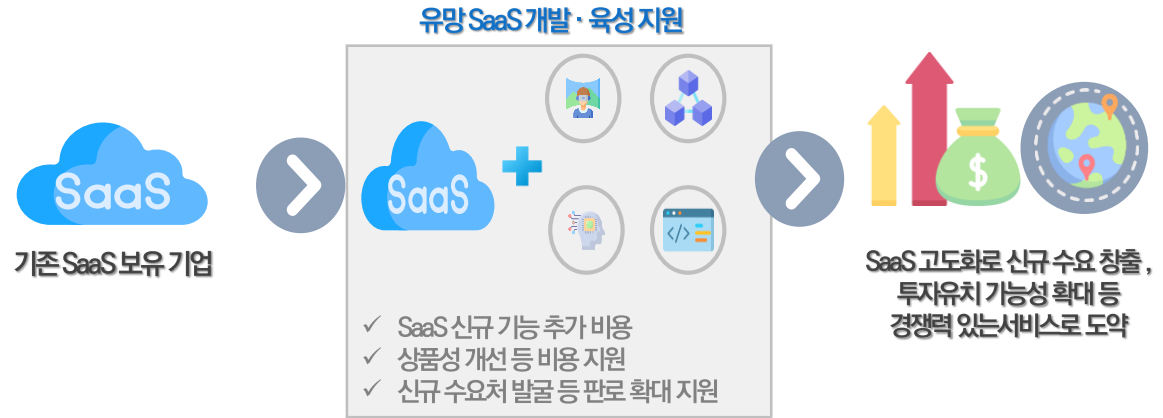 유망 SaaS 개발·육성 지원
SaaS
기존 SaaS 보유 기업
SaaS
</>
✓ SaaS 신규 기능 추가 비용
✓ 상품성 개선 등 비용 지원
✓ 신규 수요처 발굴 등 판로 확대 지원
$
SaaS 고도화로 신규 수요 창출,
투자유치 가능성 확대 등
경쟁력 있는서비스로 도약